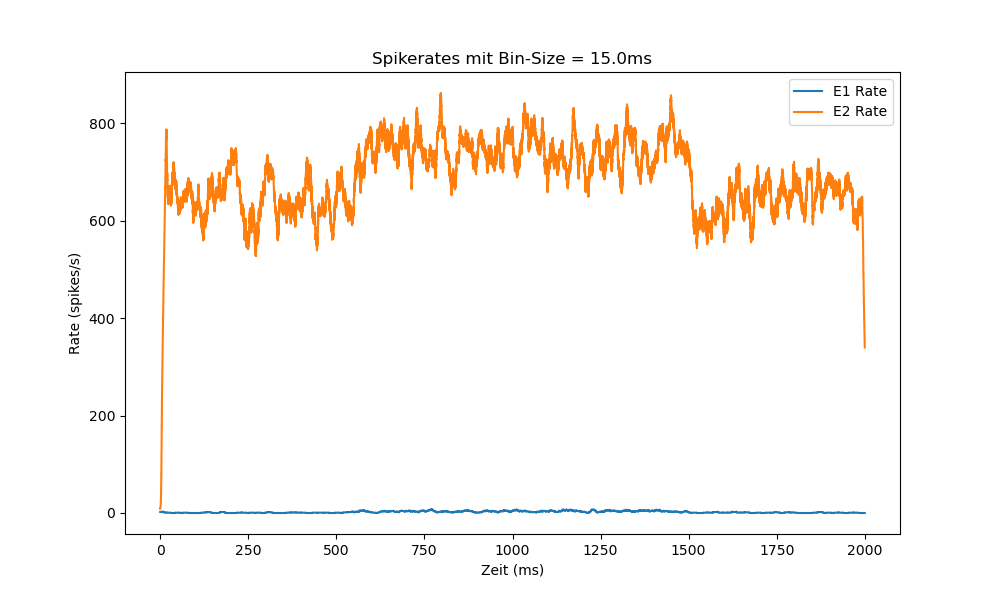 Spikerates mit Bin-Size = 15.0ms
E1 Rate
E2 Rate
Rate (spikes/s)
800
600
400
200
0
0 250 500 750 1000 1250 1500 1750 2000
Zeit (ms)